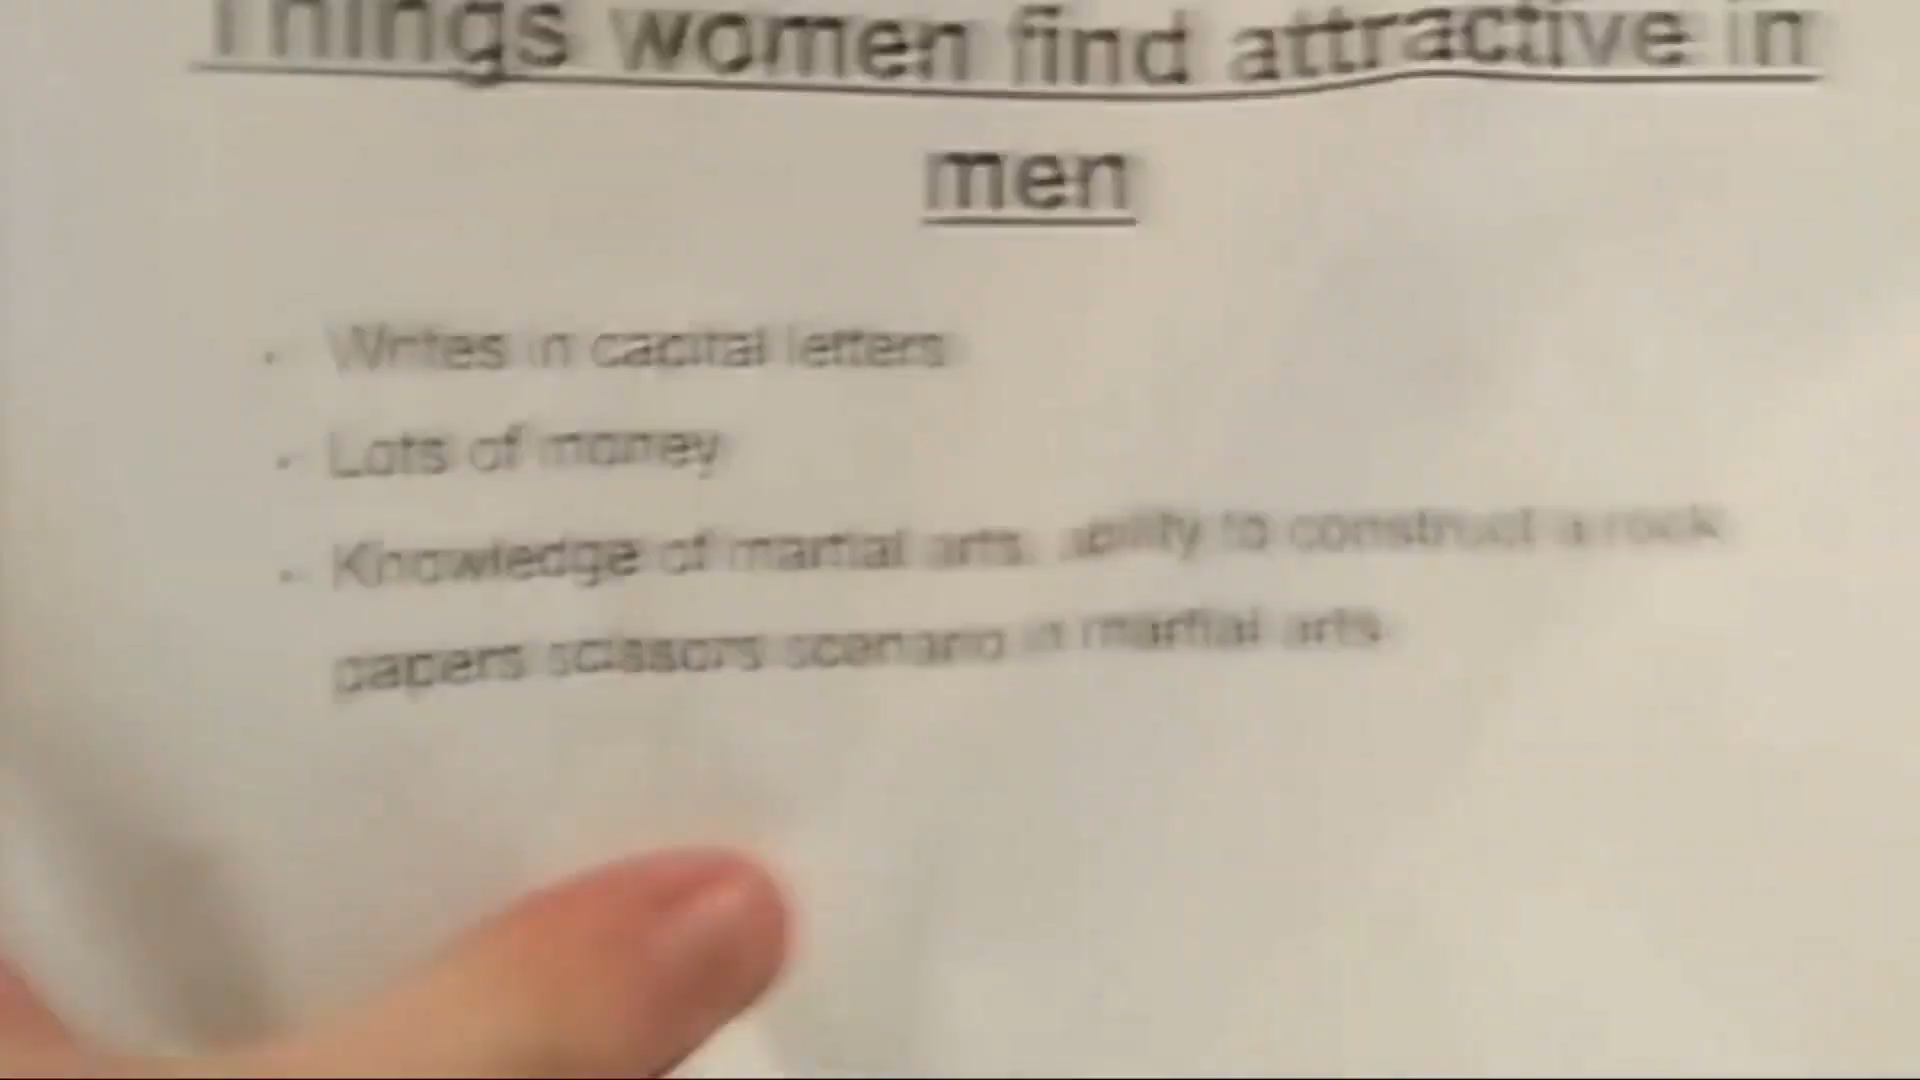 Things women find attractive in
men
- Writes in capital letters
- Lots of money
- Knowledge of martial arts, ability to construct a rock
papers scissors scenario in martial arts